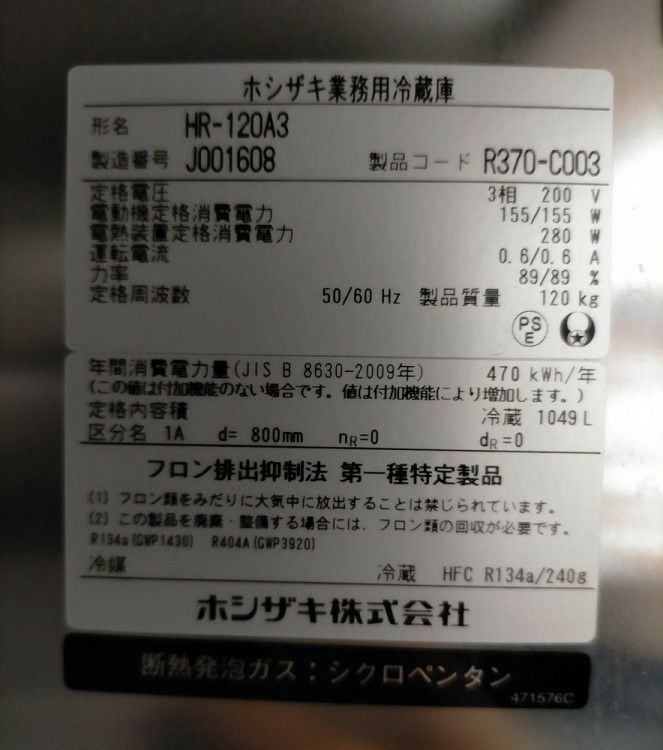 ホシザキ業務用冷蔵庫
形名 HR-120A3
製造番号 J001608 製品コード R370-C003
定格電圧 3相 200 V
電動機定格消費電力 155/155 W
電熱装置定格消費電力 280 W
運転電流 0.6/0.6 A
力率 89/89 %
定格周波数 50/60 Hz 製品質量 120 kg
PSE
年間消費電力量(JIS B 8630-2009年) 470 kWh/年
(この値は付加機能のない場合です。値は付加機能により増加します。)
定格内容積 冷蔵 1049 L
区分名 1A d= 800mm nR=0 dR=0
フロン排出抑制法 第一種特定製品
(1) フロン類をみだりに大気中に放出することは禁じられています。
(2) この製品を廃棄・整備する場合には、フロン類の回収が必要です。
R134a(GWP1430) R404A(GWP3920)
冷媒 冷蔵 HFC R134a/240g
ホシザキ株式会社
断熱発泡ガス:シクロペンタン
471576C